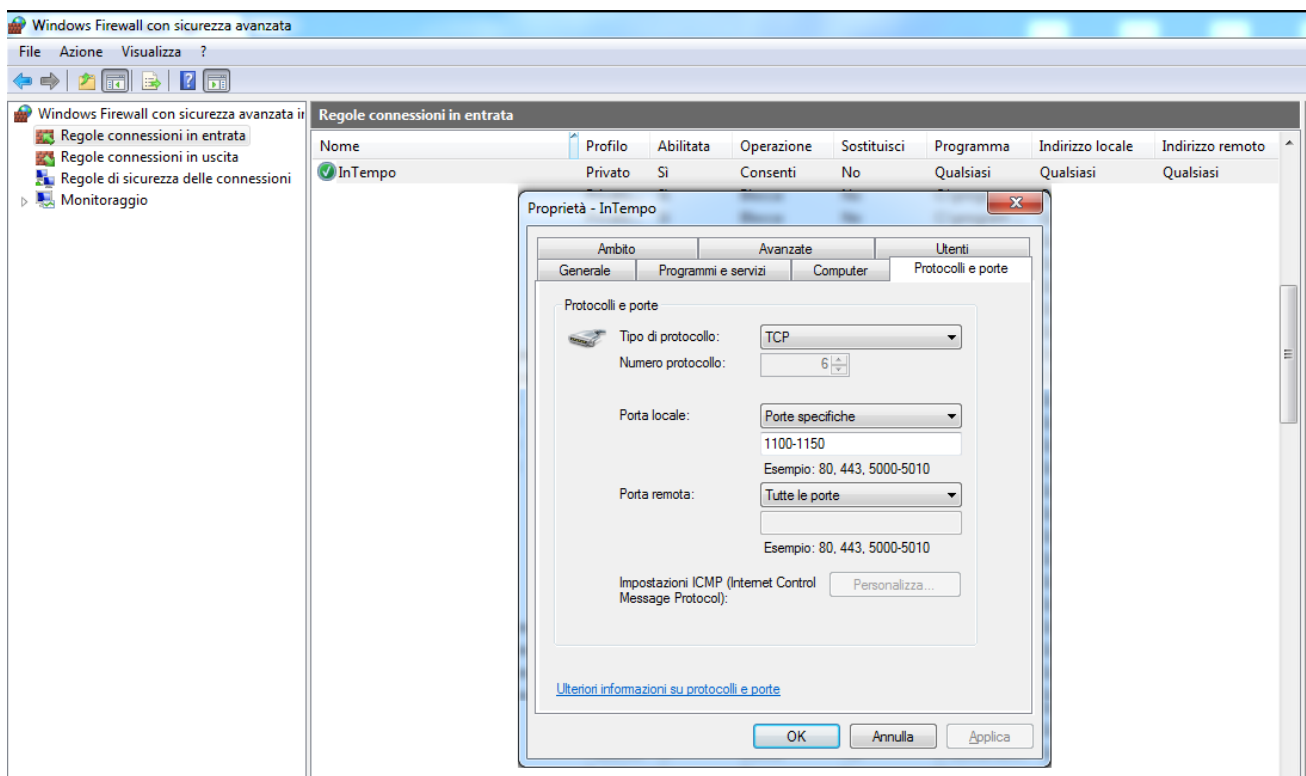 Windows Firewall con sicurezza avanzata
File Azione Visualizza ?
Windows Firewall con sicurezza avanzata in
Regole connessioni in entrata
Regole connessioni in uscita
Regole di sicurezza delle connessioni
Monitoraggio
Regole connessioni in entrata
Nome Profilo Abilitata Operazione Sostituisci Programma Indirizzo locale Indirizzo remoto
InTempo Privato Sì Consenti No Qualsiasi Qualsiasi Qualsiasi
Proprietà - InTempo
Ambito Avanzate Utenti
Generale Programmi e servizi Computer Protocolli e porte
Protocolli e porte
Tipo di protocollo: TCP
Numero protocollo: 6
Porta locale: Porte specifiche
1100-1150
Esempio: 80, 443, 5000-5010
Porta remota: Tutte le porte
Esempio: 80, 443, 5000-5010
Impostazioni ICMP (Internet Control Personalizza...
Message Protocol):
Ulteriori informazioni su protocolli e porte
OK Annulla Applica